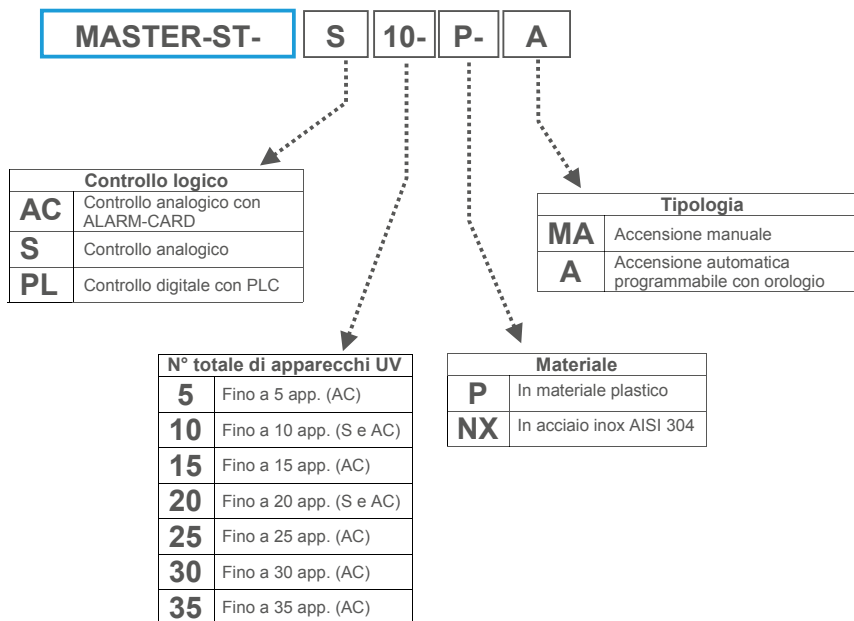 MASTER-ST- S 10- P- A
Controllo logico
AC Controllo analogico con
ALARM-CARD
S Controllo analogico
PL Controllo digitale con PLC
Tipologia
MA Accensione manuale
A Accensione automatica
programmabile con orologio
N° totale di apparecchi UV
5 Fino a 5 app. (AC)
10 Fino a 10 app. (S e AC)
15 Fino a 15 app. (AC)
20 Fino a 20 app. (S e AC)
25 Fino a 25 app. (AC)
30 Fino a 30 app. (AC)
35 Fino a 35 app. (AC)
Materiale
P In materiale plastico
NX In acciaio inox AISI 304